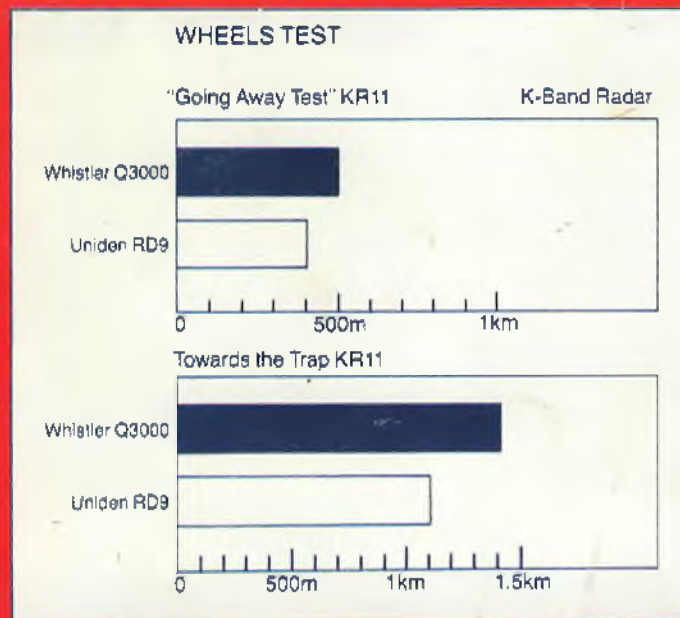 WHEELS TEST
"Going Away Test" KR11 K-Band Radar
Whistler Q3000
Uniden RD9
0 500m 1km
Towards the Trap KR11
Whistler Q3000
Uniden RD9
0 500m 1km 1.5km